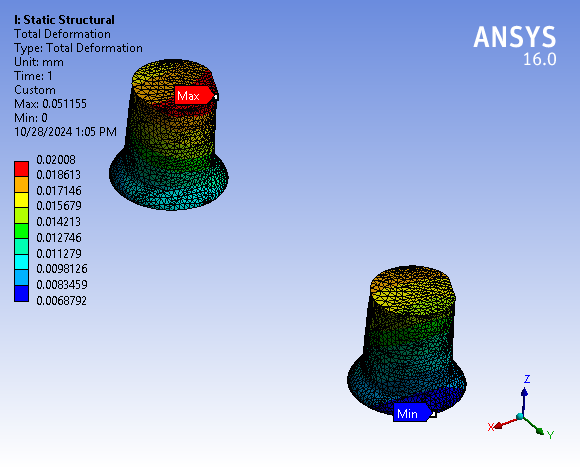 I: Static Structural
Total Deformation
Type: Total Deformation
Unit: mm
Time: 1
Custom
Max: 0.051155
Min: 0
10/28/2024 1:05 PM
0.02008
0.018613
0.017146
0.015679
0.014213
0.012746
0.011279
0.0098126
0.0083459
0.0068792
ANSYS
16.0
Max
Min
Z
X
Y